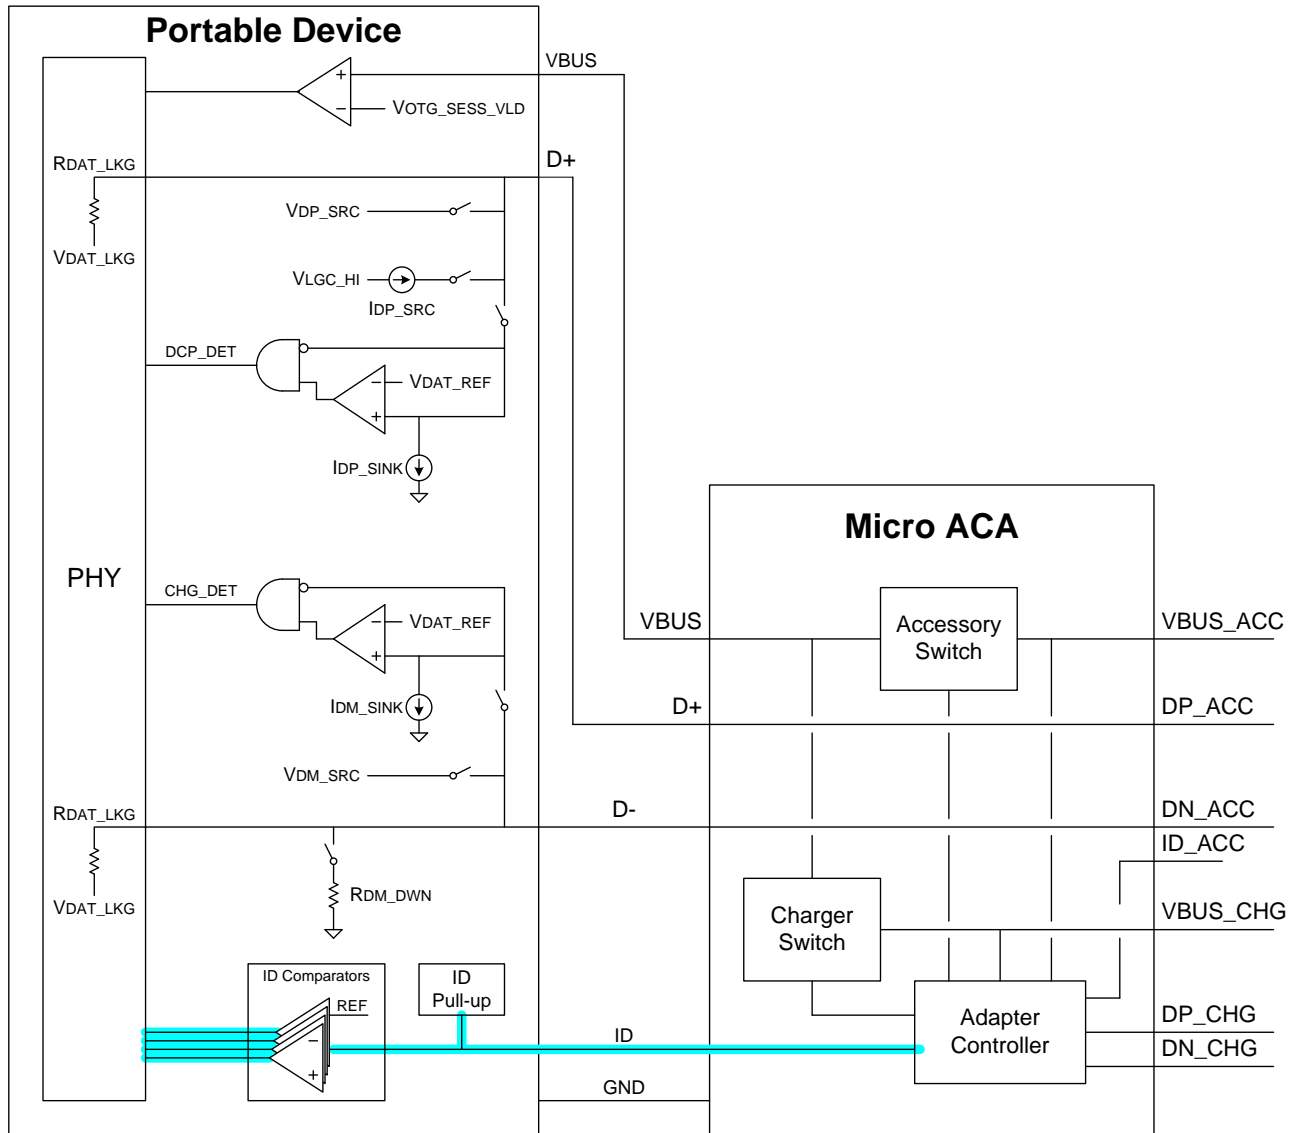 Portable Device
VBUS
VOTG_SESS_VLD
RDAT_LKG
D+
VDP_SRC
VDAT_LKG
VLGC_HI
IDP_SRC
DCP_DET
VDAT_REF
IDP_SINK
Micro ACA
PHY
CHG_DET
VDAT_REF
VBUS
Accessory
Switch
VBUS_ACC
IDM_SINK
D+
DP_ACC
VDM_SRC
RDAT_LKG
D-
DN_ACC
ID_ACC
RDM_DWN
VDAT_LKG
Charger
Switch
VBUS_CHG
ID Comparators
ID
Pull-up
REF
ID
Adapter
Controller
DP_CHG
DN_CHG
GND